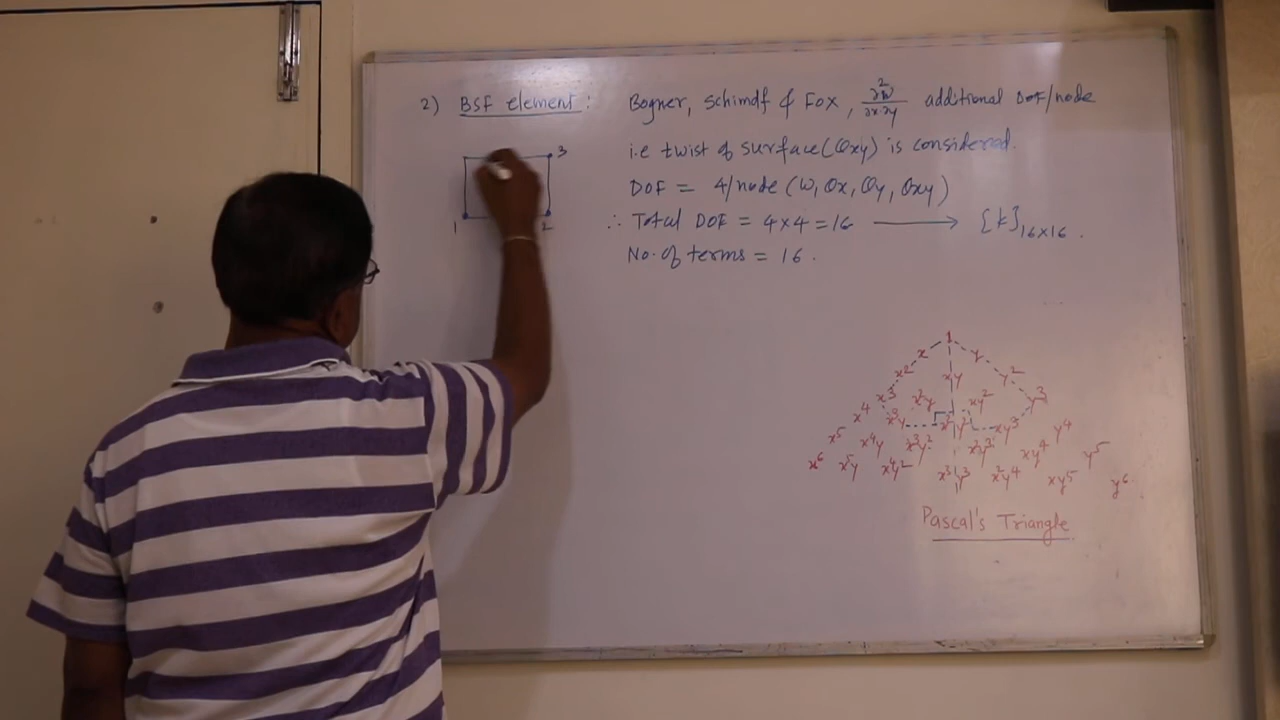 2) BSF element: Bogner, Schimdf & Fox, ∂²w/∂x∂y additional DOF/node
i.e twist of surface (θxy) is considered.
DOF = 4/node (w, θx, θy, θxy)
∴ Total DOF = 4×4=16 ⟶ [k]16×16.
No. of terms = 16.
3
1 2
1
x y
x² xy y²
x³ x²y xy² y³
x⁴ x³y x²y² xy³ y⁴
x⁵ x⁴y x³y² x²y³ xy⁴ y⁵
x⁶ x⁵y x⁴y² x³y³ x²y⁴ xy⁵ y⁶
Pascal's Triangle